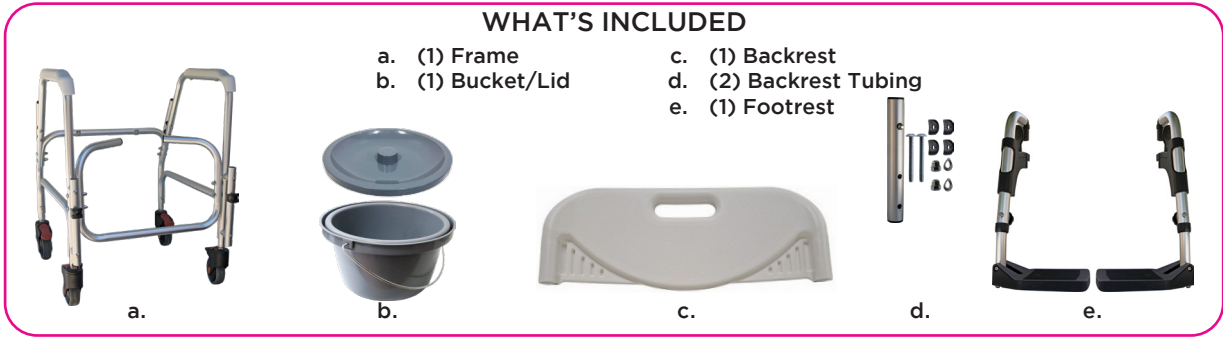 WHAT'S INCLUDED
a. (1) Frame
b. (1) Bucket/Lid
c. (1) Backrest
d. (2) Backrest Tubing
e. (1) Footrest
a.
b.
c.
d.
e.